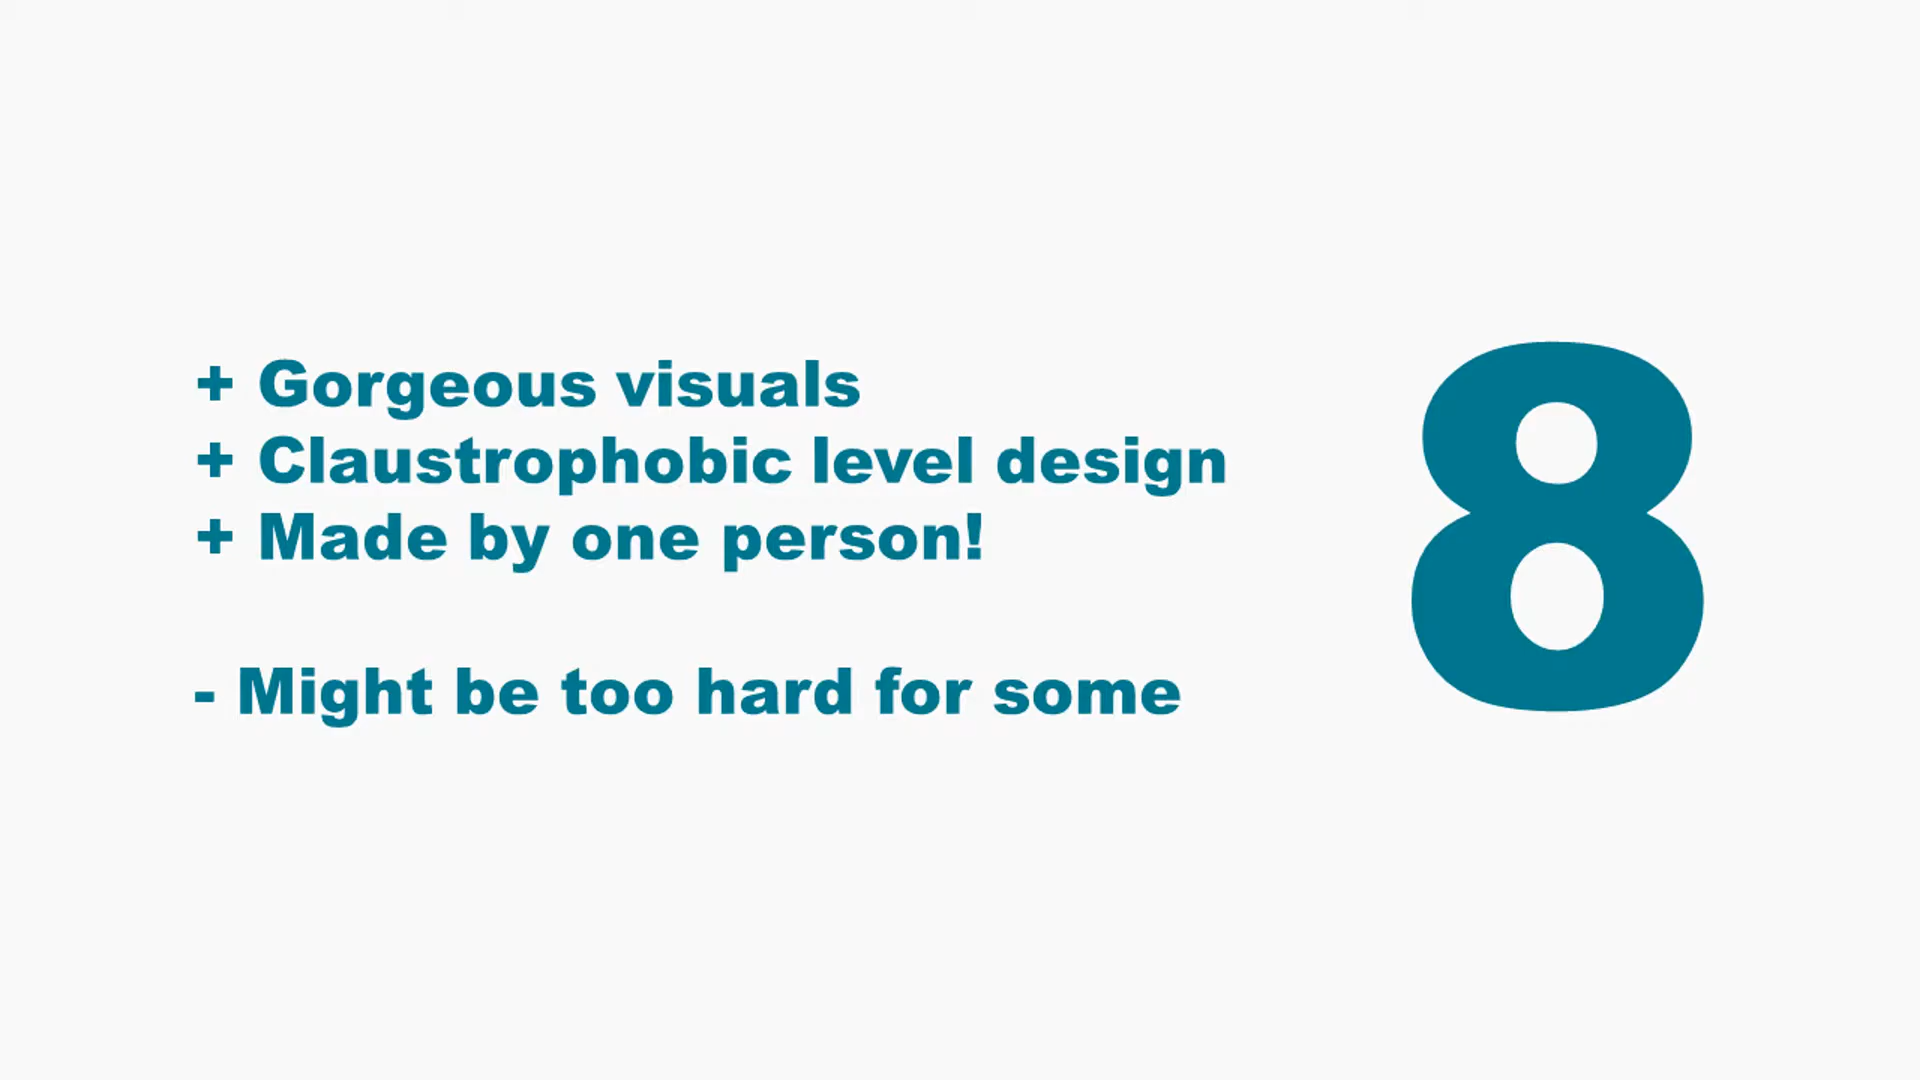 + Gorgeous visuals
+ Claustrophobic level design
+ Made by one person!
- Might be too hard for some
8